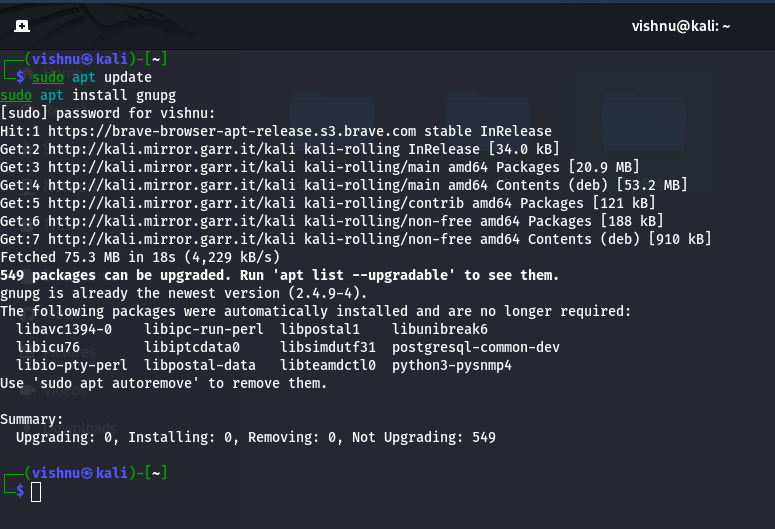 vishnu@kali: ~
┌──(vishnu㉿kali)-[~]
└─$ sudo apt update
sudo apt install gnupg
[sudo] password for vishnu:
Hit:1 https://brave-browser-apt-release.s3.brave.com stable InRelease
Get:2 http://kali.mirror.garr.it/kali kali-rolling InRelease [34.0 kB]
Get:3 http://kali.mirror.garr.it/kali kali-rolling/main amd64 Packages [20.9 MB]
Get:4 http://kali.mirror.garr.it/kali kali-rolling/main amd64 Contents (deb) [53.2 MB]
Get:5 http://kali.mirror.garr.it/kali kali-rolling/contrib amd64 Packages [121 kB]
Get:6 http://kali.mirror.garr.it/kali kali-rolling/non-free amd64 Packages [188 kB]
Get:7 http://kali.mirror.garr.it/kali kali-rolling/non-free amd64 Contents (deb) [910 kB]
Fetched 75.3 MB in 18s (4,229 kB/s)
549 packages can be upgraded. Run 'apt list --upgradable' to see them.
gnupg is already the newest version (2.4.9-4).
The following packages were automatically installed and are no longer required:
  libavc1394-0    libipc-run-perl  libpostal1    libunibreak6
  libicu76        libiptcdata0     libsimdutf31  postgresql-common-dev
  libio-pty-perl  libpostal-data   libteamdctl0  python3-pysnmp4
Use 'sudo apt autoremove' to remove them.
Summary:
  Upgrading: 0, Installing: 0, Removing: 0, Not Upgrading: 549
┌──(vishnu㉿kali)-[~]
└─$